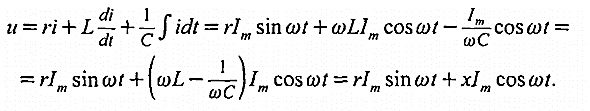 u = ri + L di/dt + 1/C ∫ idt = rI_m sin ωt + ωLI_m cos ωt − I_m/ωC cos ωt =
= rI_m sin ωt + (ωL − 1/ωC) I_m cos ωt = rI_m sin ωt + xI_m cos ωt.